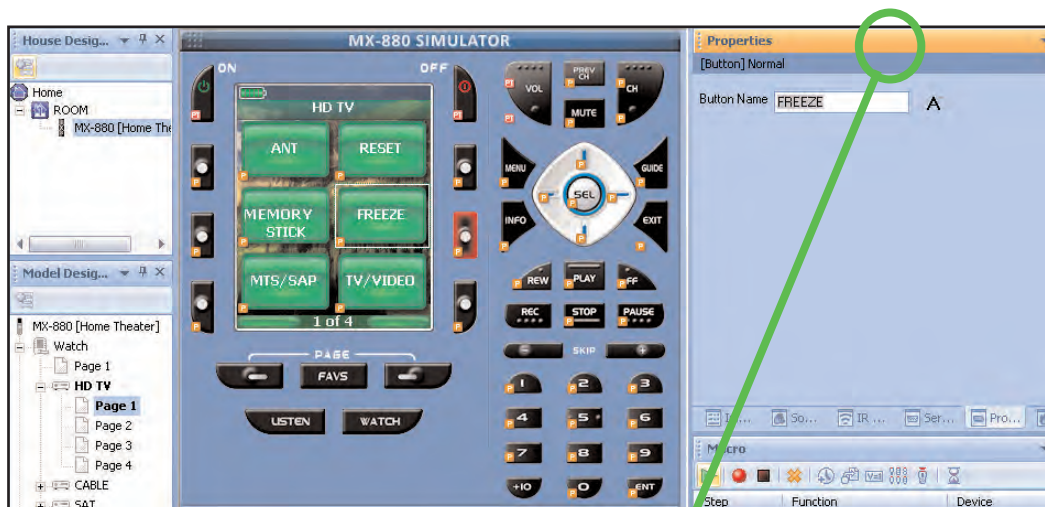 House Desig...
Home
ROOM
MX-880 [Home The
Model Desig...
MX-880 [Home Theater]
Watch
Page 1
HD TV
Page 1
Page 2
Page 3
Page 4
CABLE
SAT
MX-880 SIMULATOR
ON
OFF
HD TV
ANT
RESET
MEMORY
STICK
FREEZE
MTS/SAP
TV/VIDEO
1 of 4
PAGE
FAVS
LISTEN
WATCH
VOL
PREV
CH
CH
MUTE
MENU
GUIDE
SEL
INFO
EXIT
REW
PLAY
FF
REC
STOP
PAUSE
- SKIP +
1 2 3
4 5 6
7 8 9
+10 0 ENT
Properties
[Button] Normal
Button Name FREEZE A
So... IR ... Ser... Pro...
Macro
Step Function Device